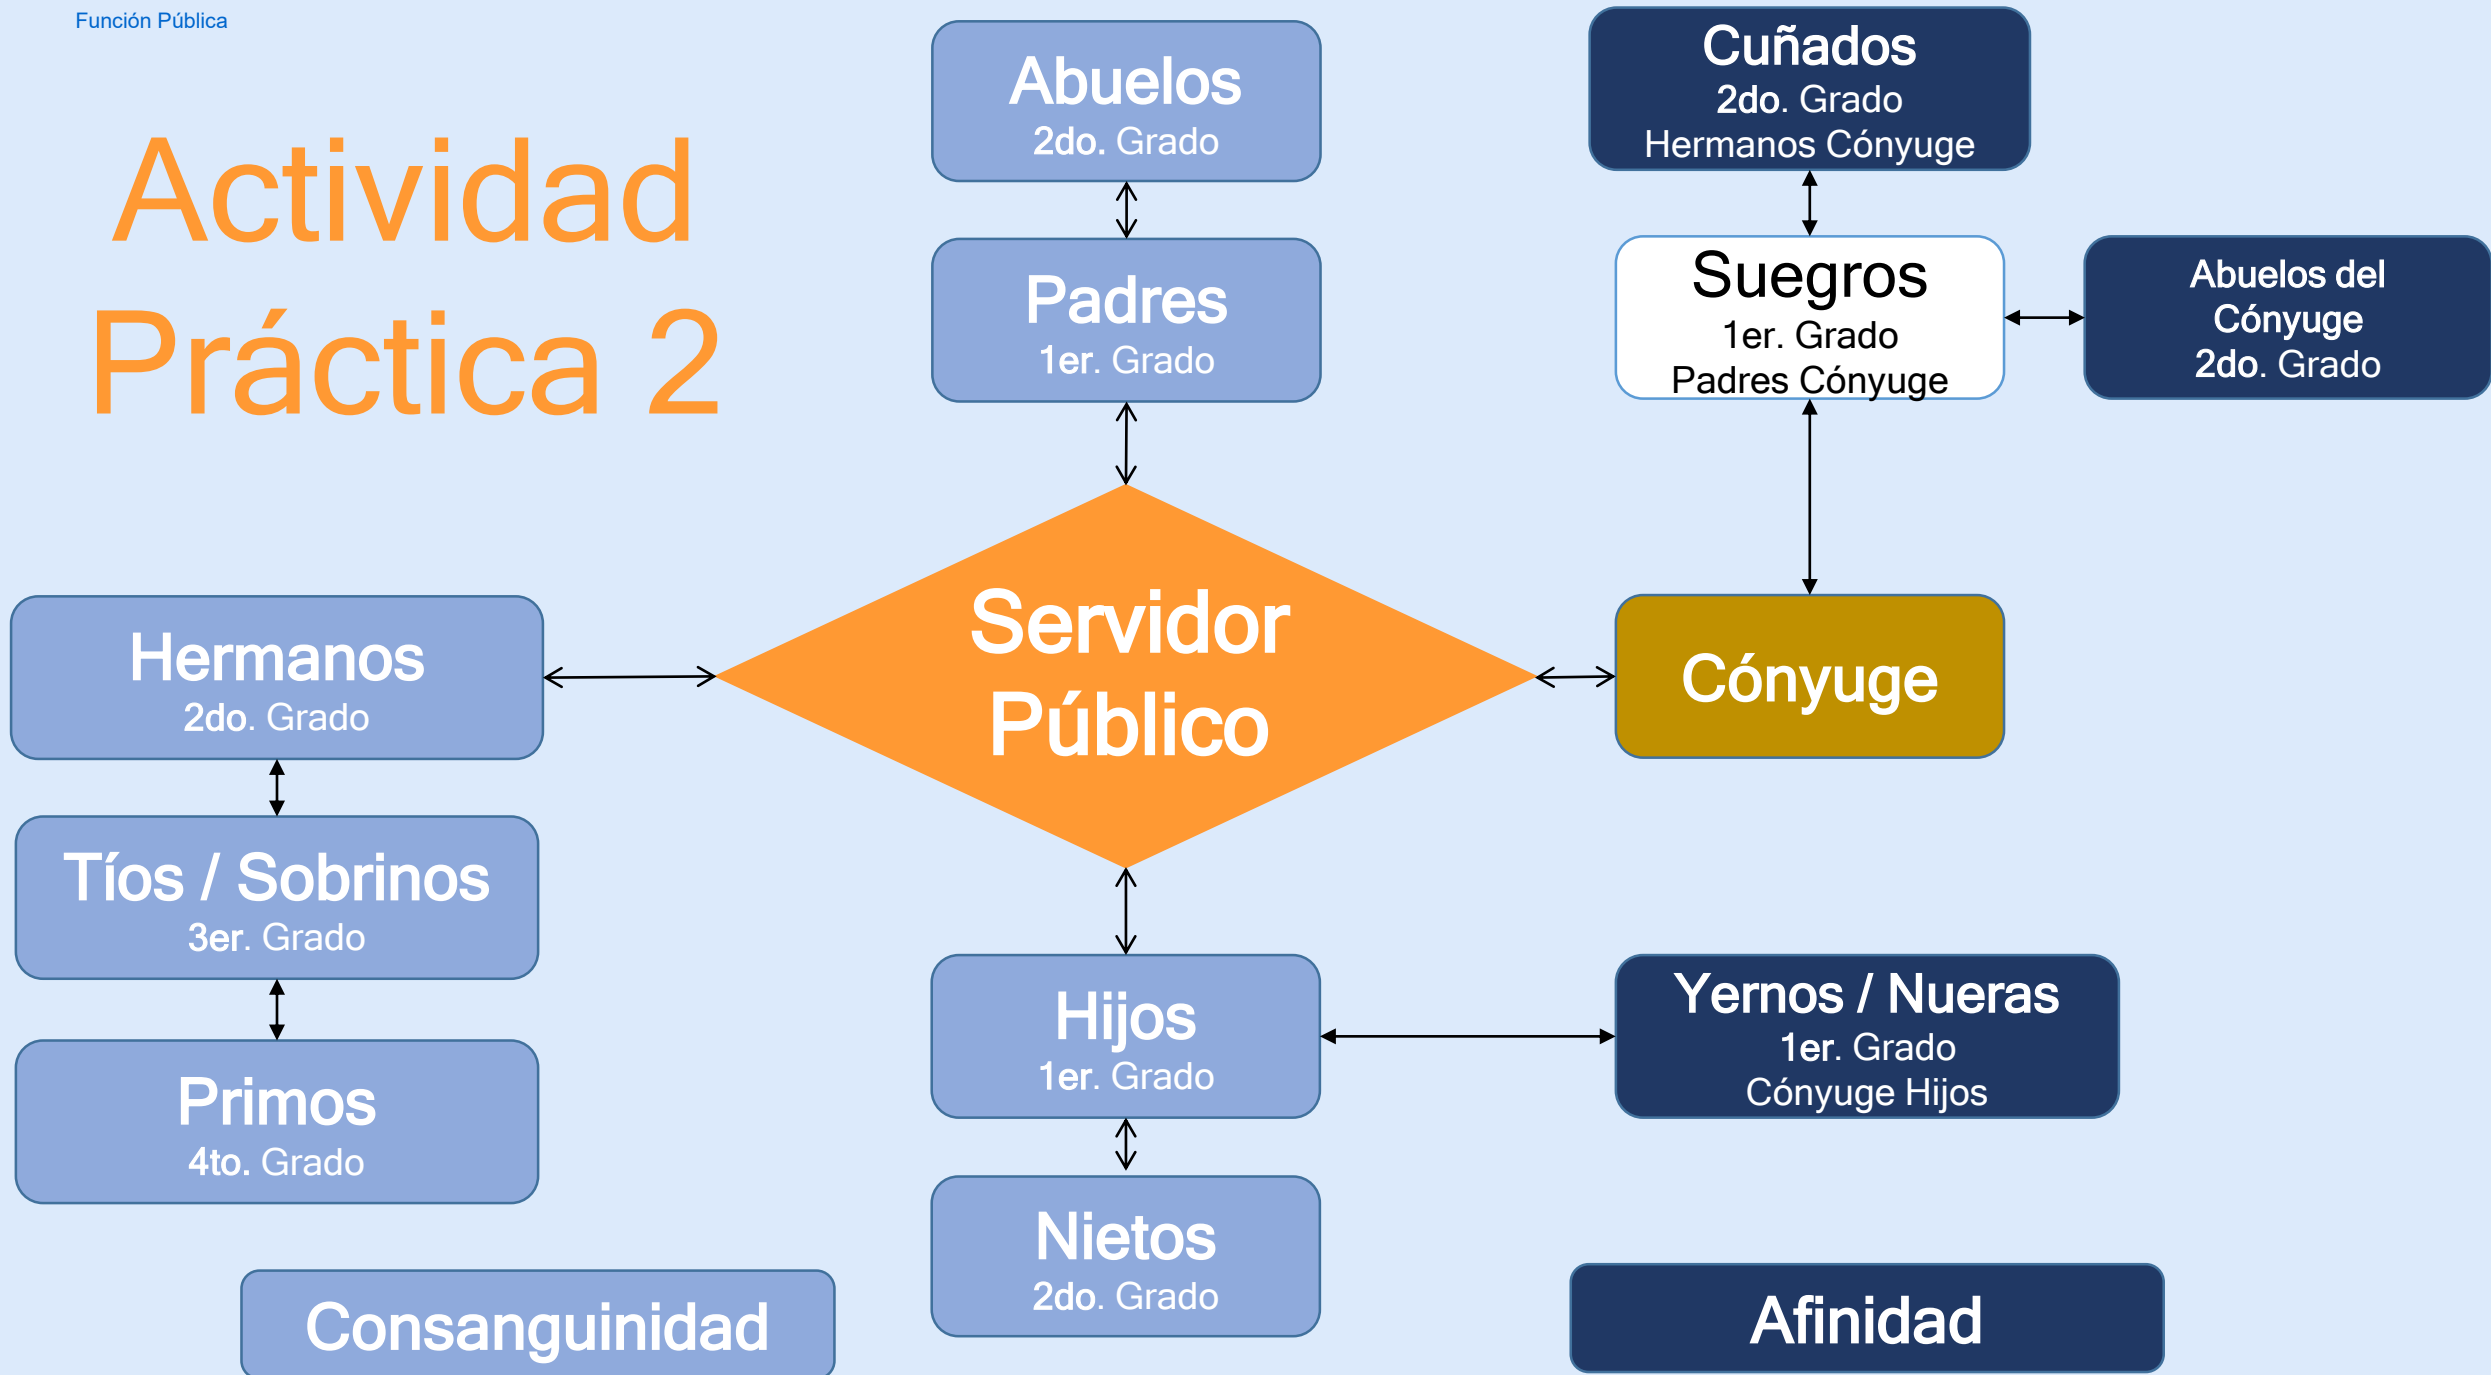 Función Pública
Actividad
Práctica 2
Abuelos
2do. Grado
Padres
1er. Grado
Cuñados
2do. Grado
Hermanos Cónyuge
Suegros
1er. Grado
Padres Cónyuge
Abuelos del
Cónyuge
2do. Grado
Servidor
Público
Cónyuge
Hermanos
2do. Grado
Tíos / Sobrinos
3er. Grado
Primos
4to. Grado
Hijos
1er. Grado
Yernos / Nueras
1er. Grado
Cónyuge Hijos
Nietos
2do. Grado
Consanguinidad
Afinidad